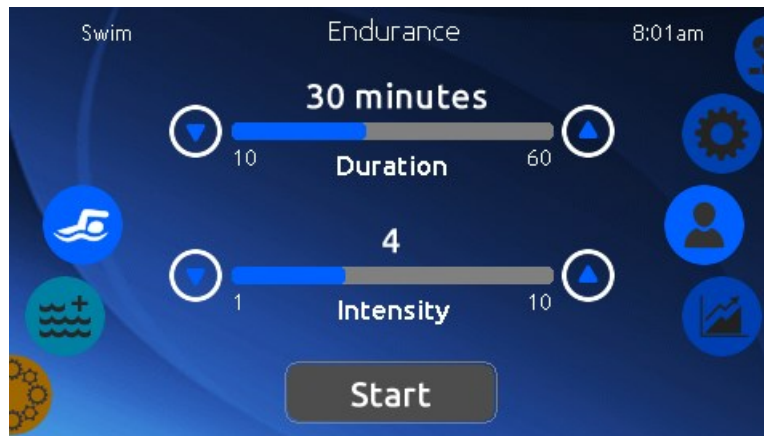 Swim Endurance 8:01am
30 minutes
10 Duration 60
4
1 Intensity 10
Start